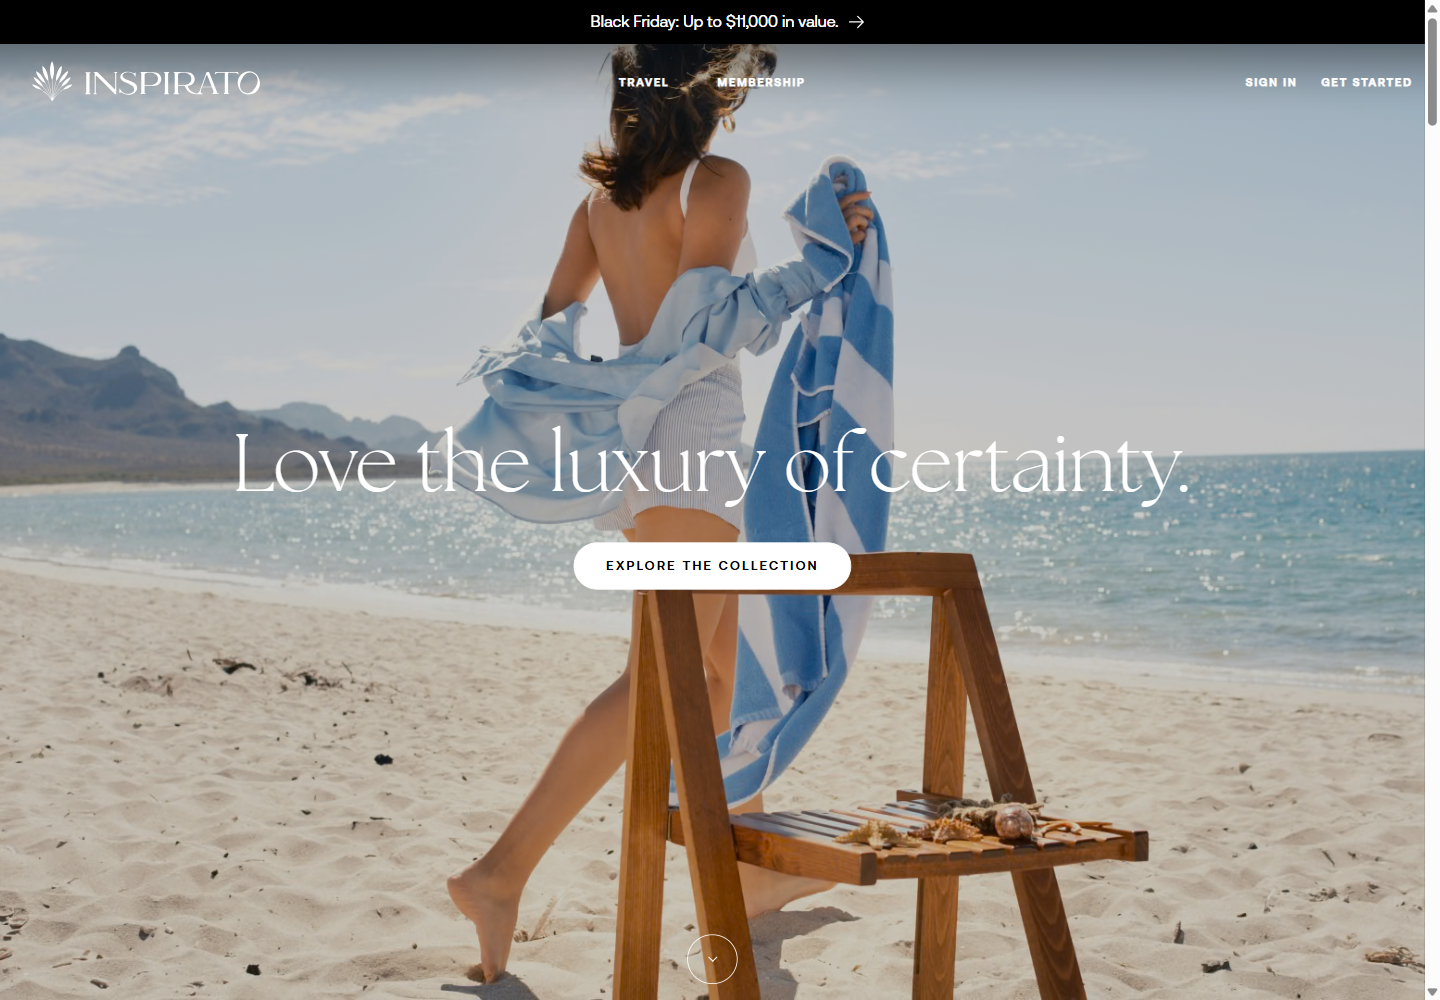 Black Friday: Up to $11,000 in value.
INSPIRATO
TRAVEL
MEMBERSHIP
SIGN IN
GET STARTED
Love the luxury of certainty.
EXPLORE THE COLLECTION